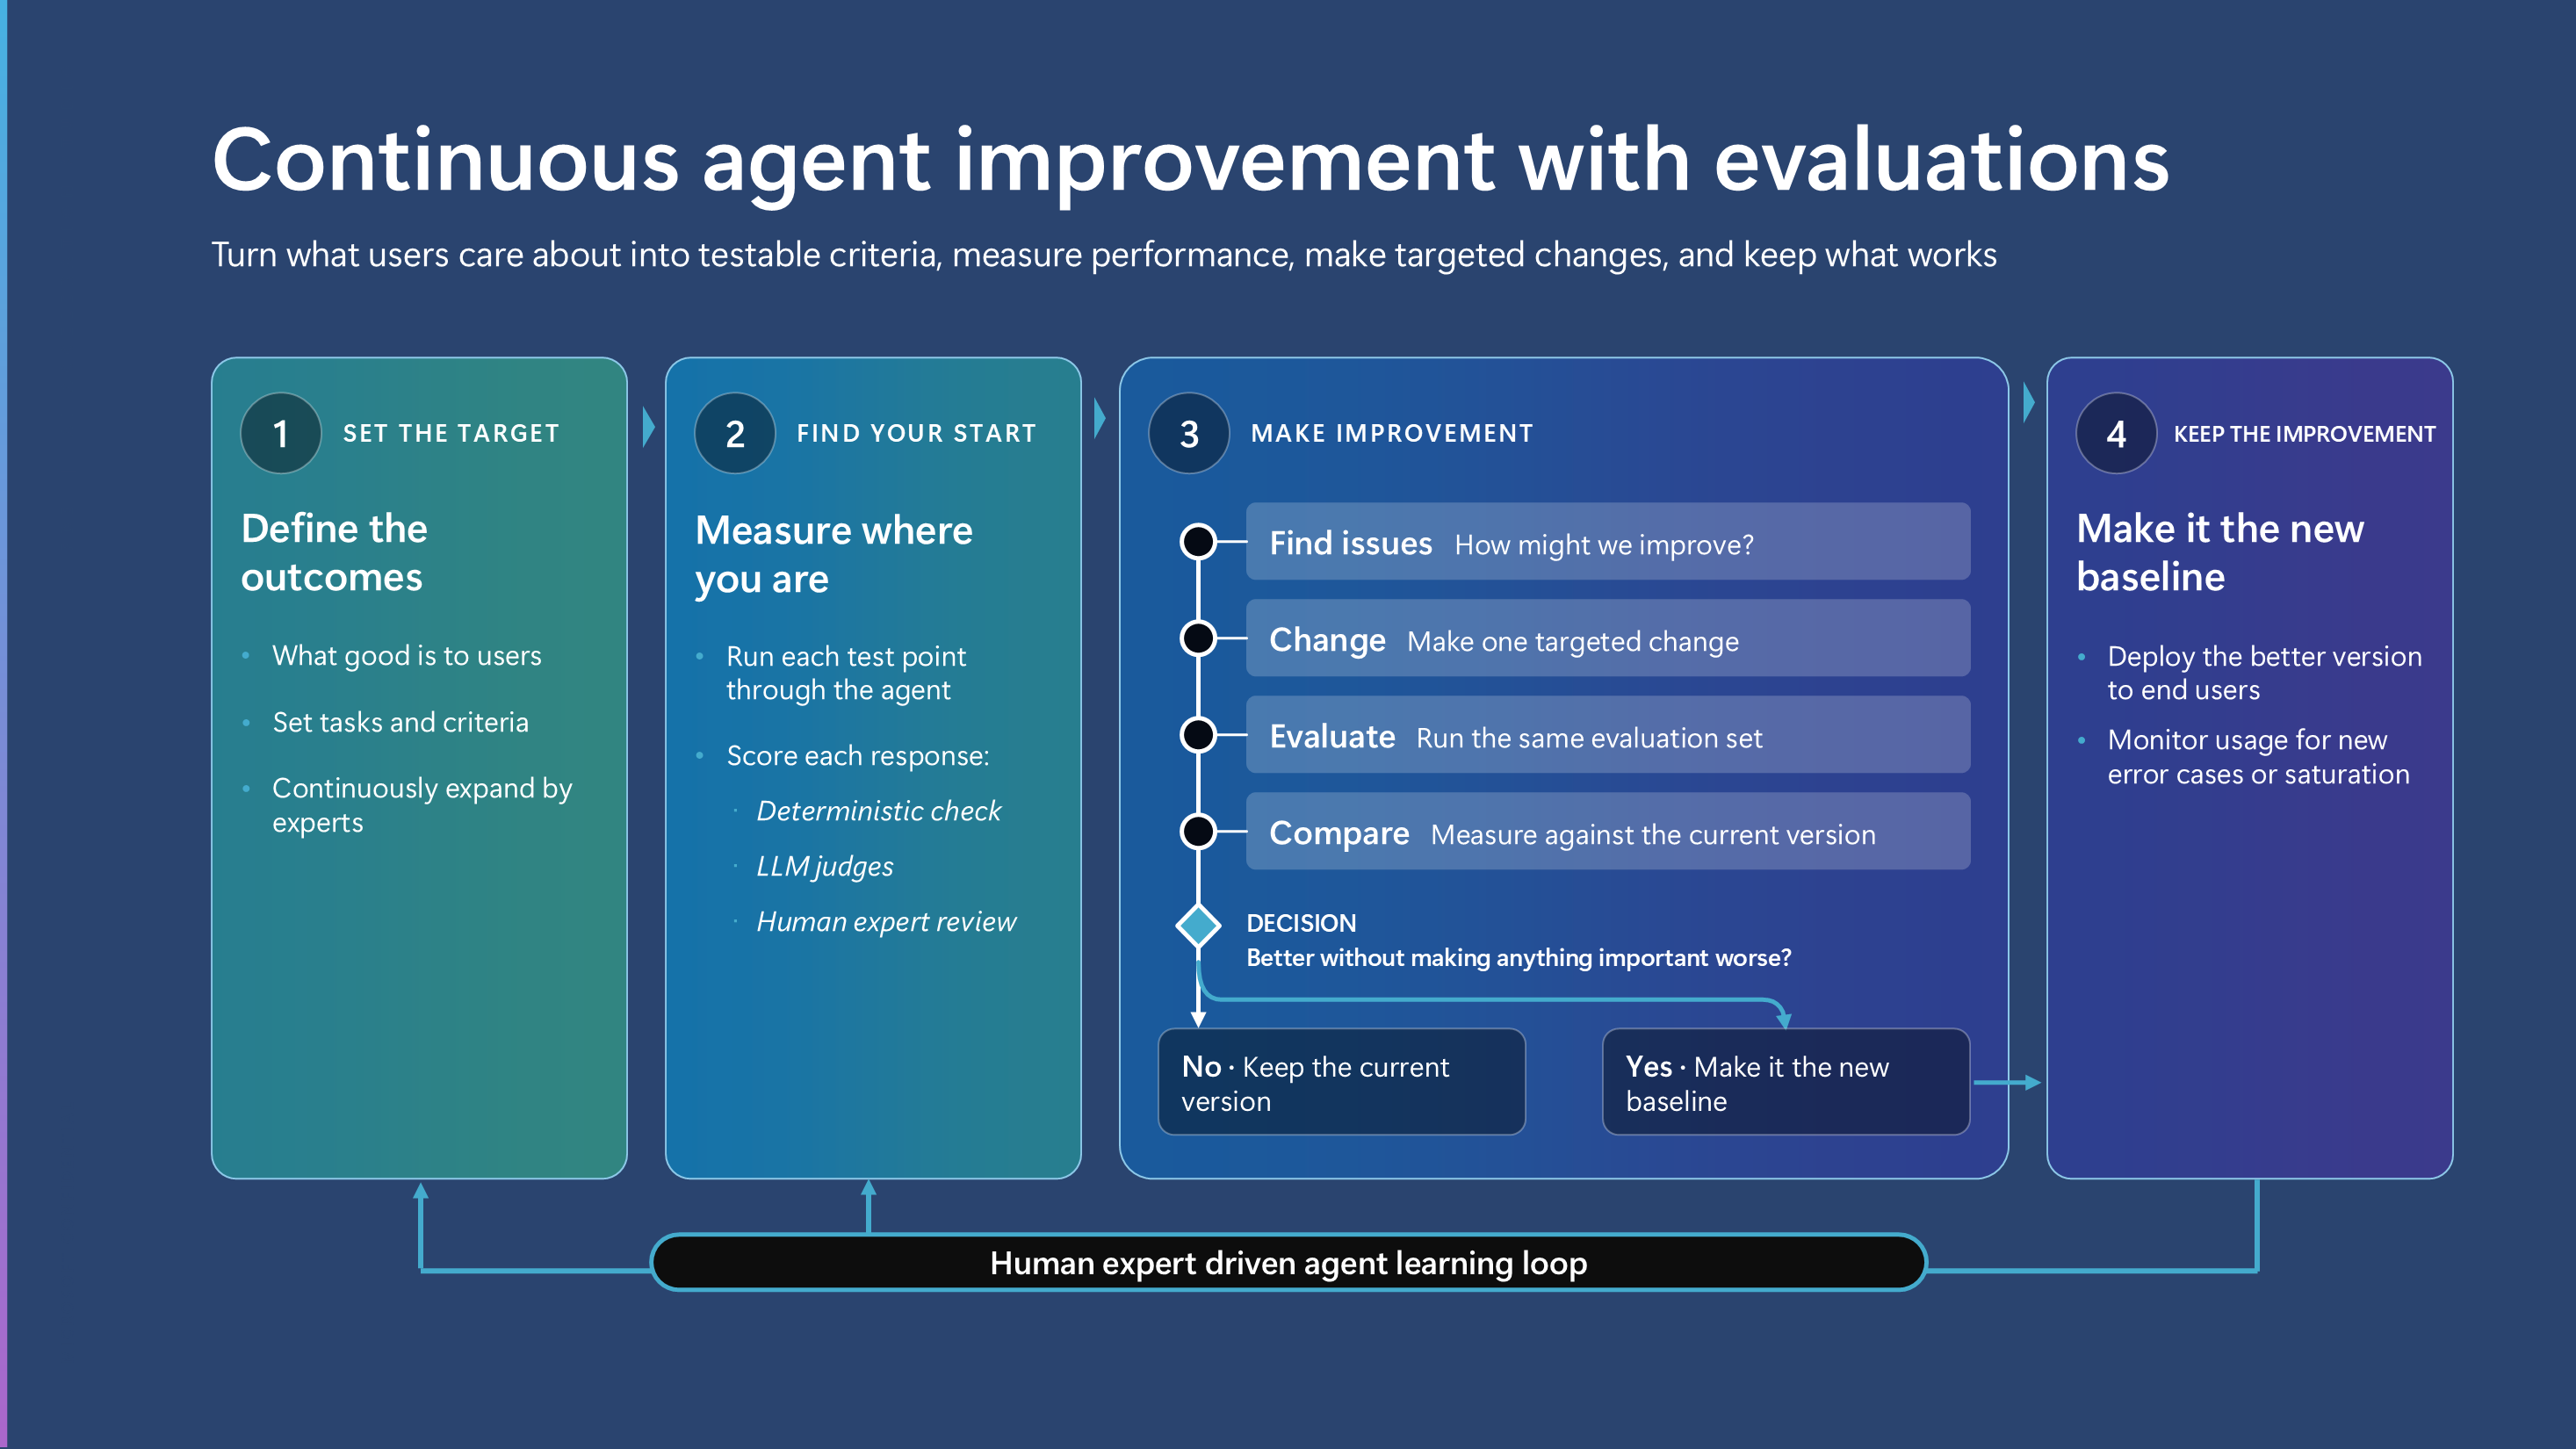 Continuous agent improvement with evaluations
Turn what users care about into testable criteria, measure performance, make targeted changes, and keep what works
1 SET THE TARGET
Define the
outcomes
• What good is to users
• Set tasks and criteria
• Continuously expand by
experts
2 FIND YOUR START
Measure where
you are
• Run each test point
through the agent
• Score each response:
· Deterministic check
· LLM judges
· Human expert review
3 MAKE IMPROVEMENT
Find issues How might we improve?
Change Make one targeted change
Evaluate Run the same evaluation set
Compare Measure against the current version
DECISION
Better without making anything important worse?
No · Keep the current
version
Yes · Make it the new
baseline
4 KEEP THE IMPROVEMENT
Make it the new
baseline
• Deploy the better version
to end users
• Monitor usage for new
error cases or saturation
Human expert driven agent learning loop